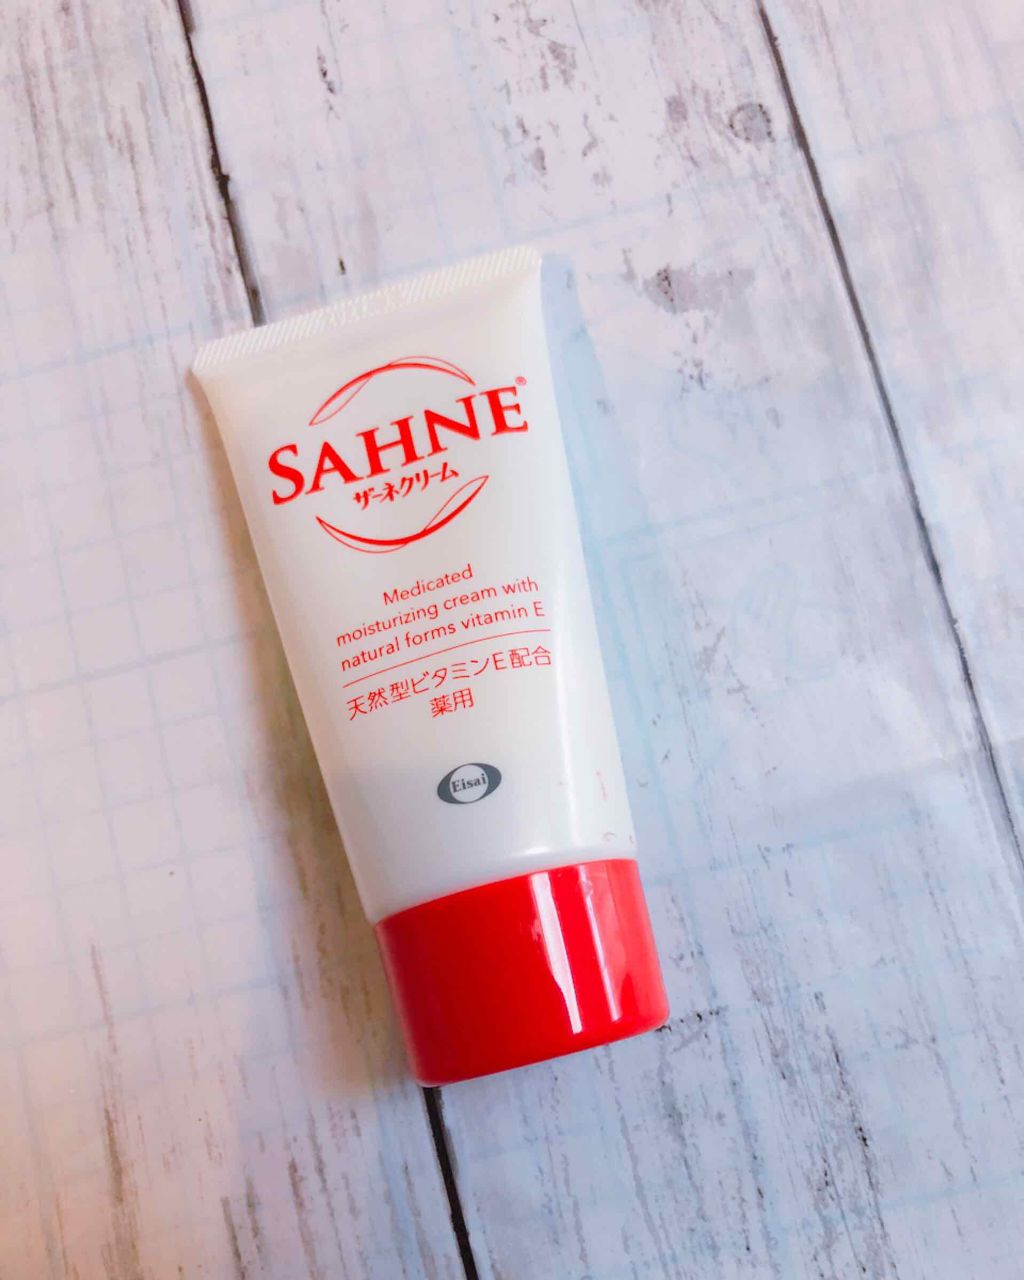 SAHNE®
ザーネクリーム
Medicated
moisturizing cream with
natural forms vitamin E
天然型ビタミンE配合
薬用
Eisai